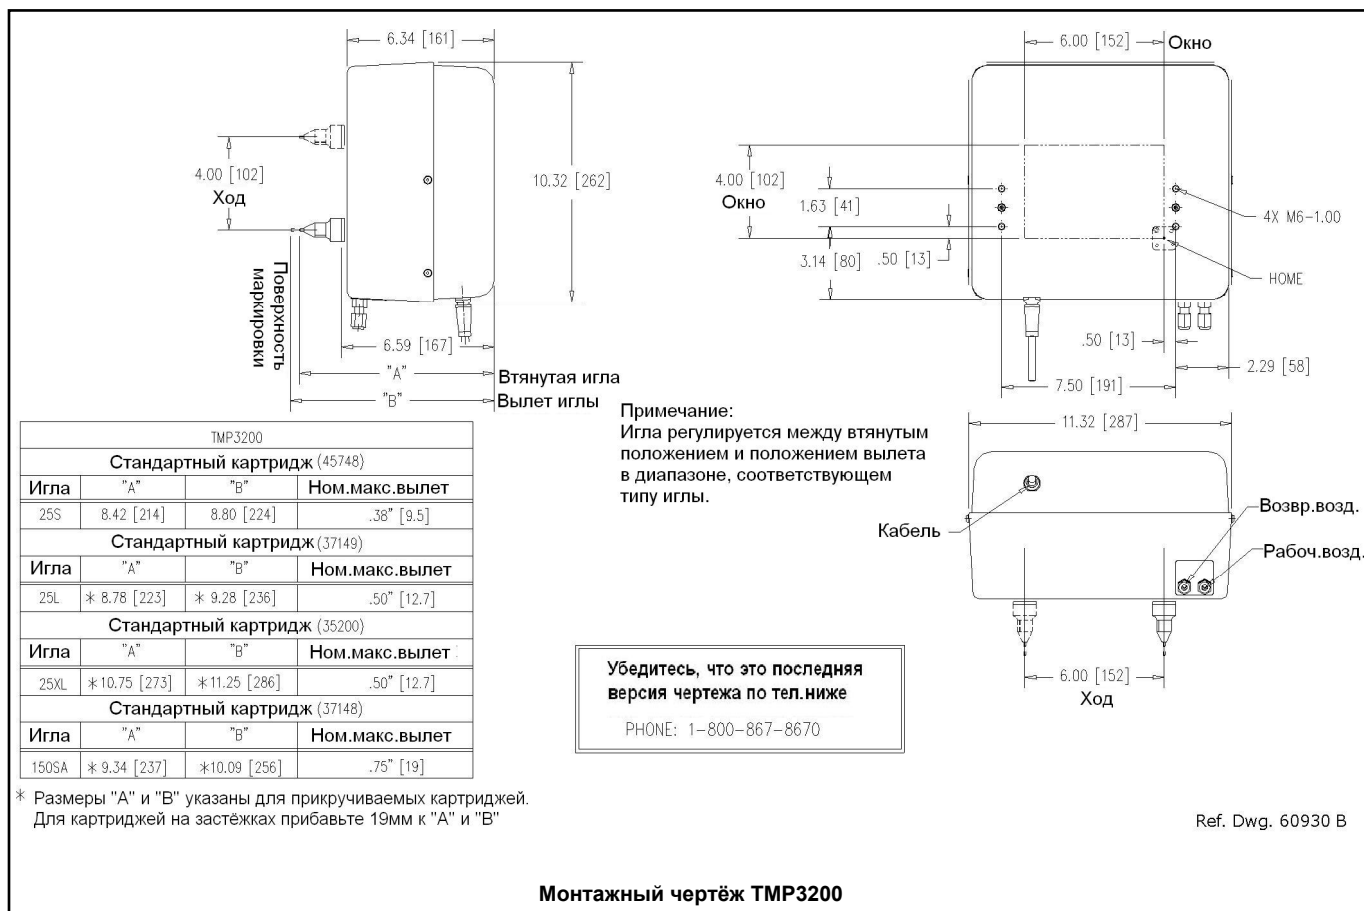 6.34 [161]
4.00 [102]
Ход
10.32 [262]
Поверхность
маркировки
6.59 [167]
"A"
Втянутая игла
"B"
Вылет иглы
6.00 [152]
Окно
4.00 [102]
Окно
1.63 [41]
3.14 [80]
.50 [13]
4X M6-1.00
HOME
.50 [13]
2.29 [58]
7.50 [191]
Примечание:
Игла регулируется между втянутым
положением и положением вылета
в диапазоне, соответствующем
типу иглы.
11.32 [287]
Кабель
Возвр.возд.
Рабоч.возд.
6.00 [152]
Ход
TMP3200
Стандартный картридж (45748)
Игла "A" "B" Ном.макс.вылет
25S 8.42 [214] 8.80 [224] .38" [9.5]
Стандартный картридж (37149)
Игла "A" "B" Ном.макс.вылет
25L * 8.78 [223] * 9.28 [236] .50" [12.7]
Стандартный картридж (35200)
Игла "A" "B" Ном.макс.вылет
25XL *10.75 [273] *11.25 [286] .50" [12.7]
Стандартный картридж (37148)
Игла "A" "B" Ном.макс.вылет
150SA * 9.34 [237] *10.09 [256] .75" [19]
* Размеры "A" и "B" указаны для прикручиваемых картриджей.
Для картриджей на застёжках прибавьте 19мм к "A" и "B"
Убедитесь, что это последняя
версия чертежа по тел.ниже
PHONE: 1-800-867-8670
Ref. Dwg. 60930 B
Монтажный чертёж TMP3200